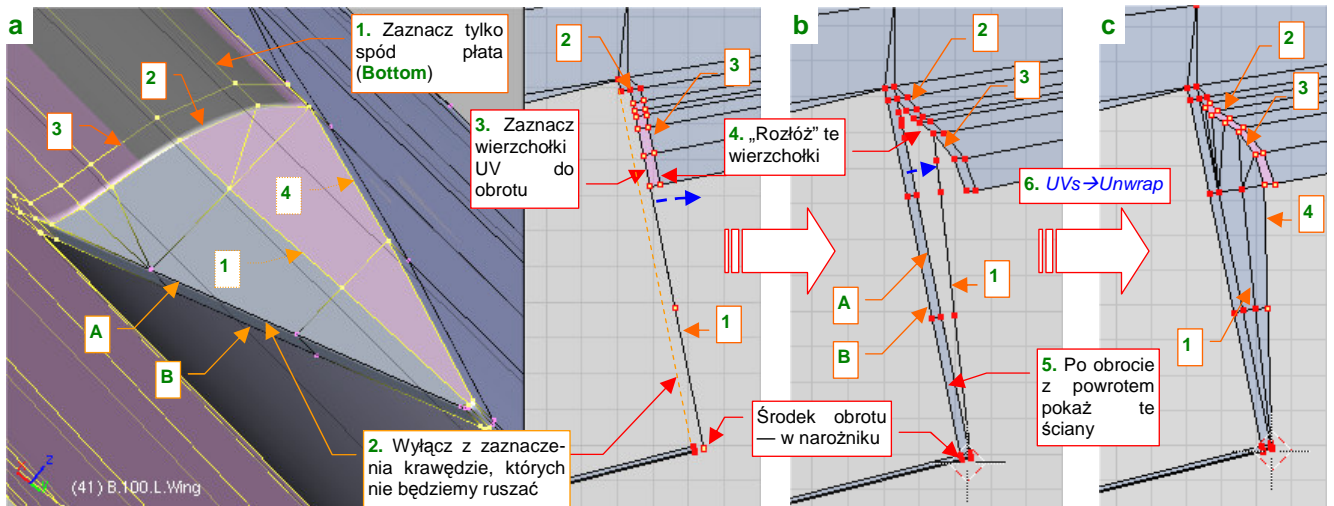 a
1. Zaznacz tylko
spód płata
(Bottom)
2
3
4
1
A
B
2. Wyłącz z zaznacze-
nia krawędzie, których
nie będziemy ruszać
(41) B.100.L.Wing
z
2
3
3. Zaznacz
wierzchołki
UV do
obrotu
4. „Rozłóż” te
wierzchołki
1
Środek obrotu
— w narożniku
b
2
3
A
1
B
5. Po obrocie
z powrotem
pokaż te
ściany
6. UVs→Unwrap
c
2
3
4
1